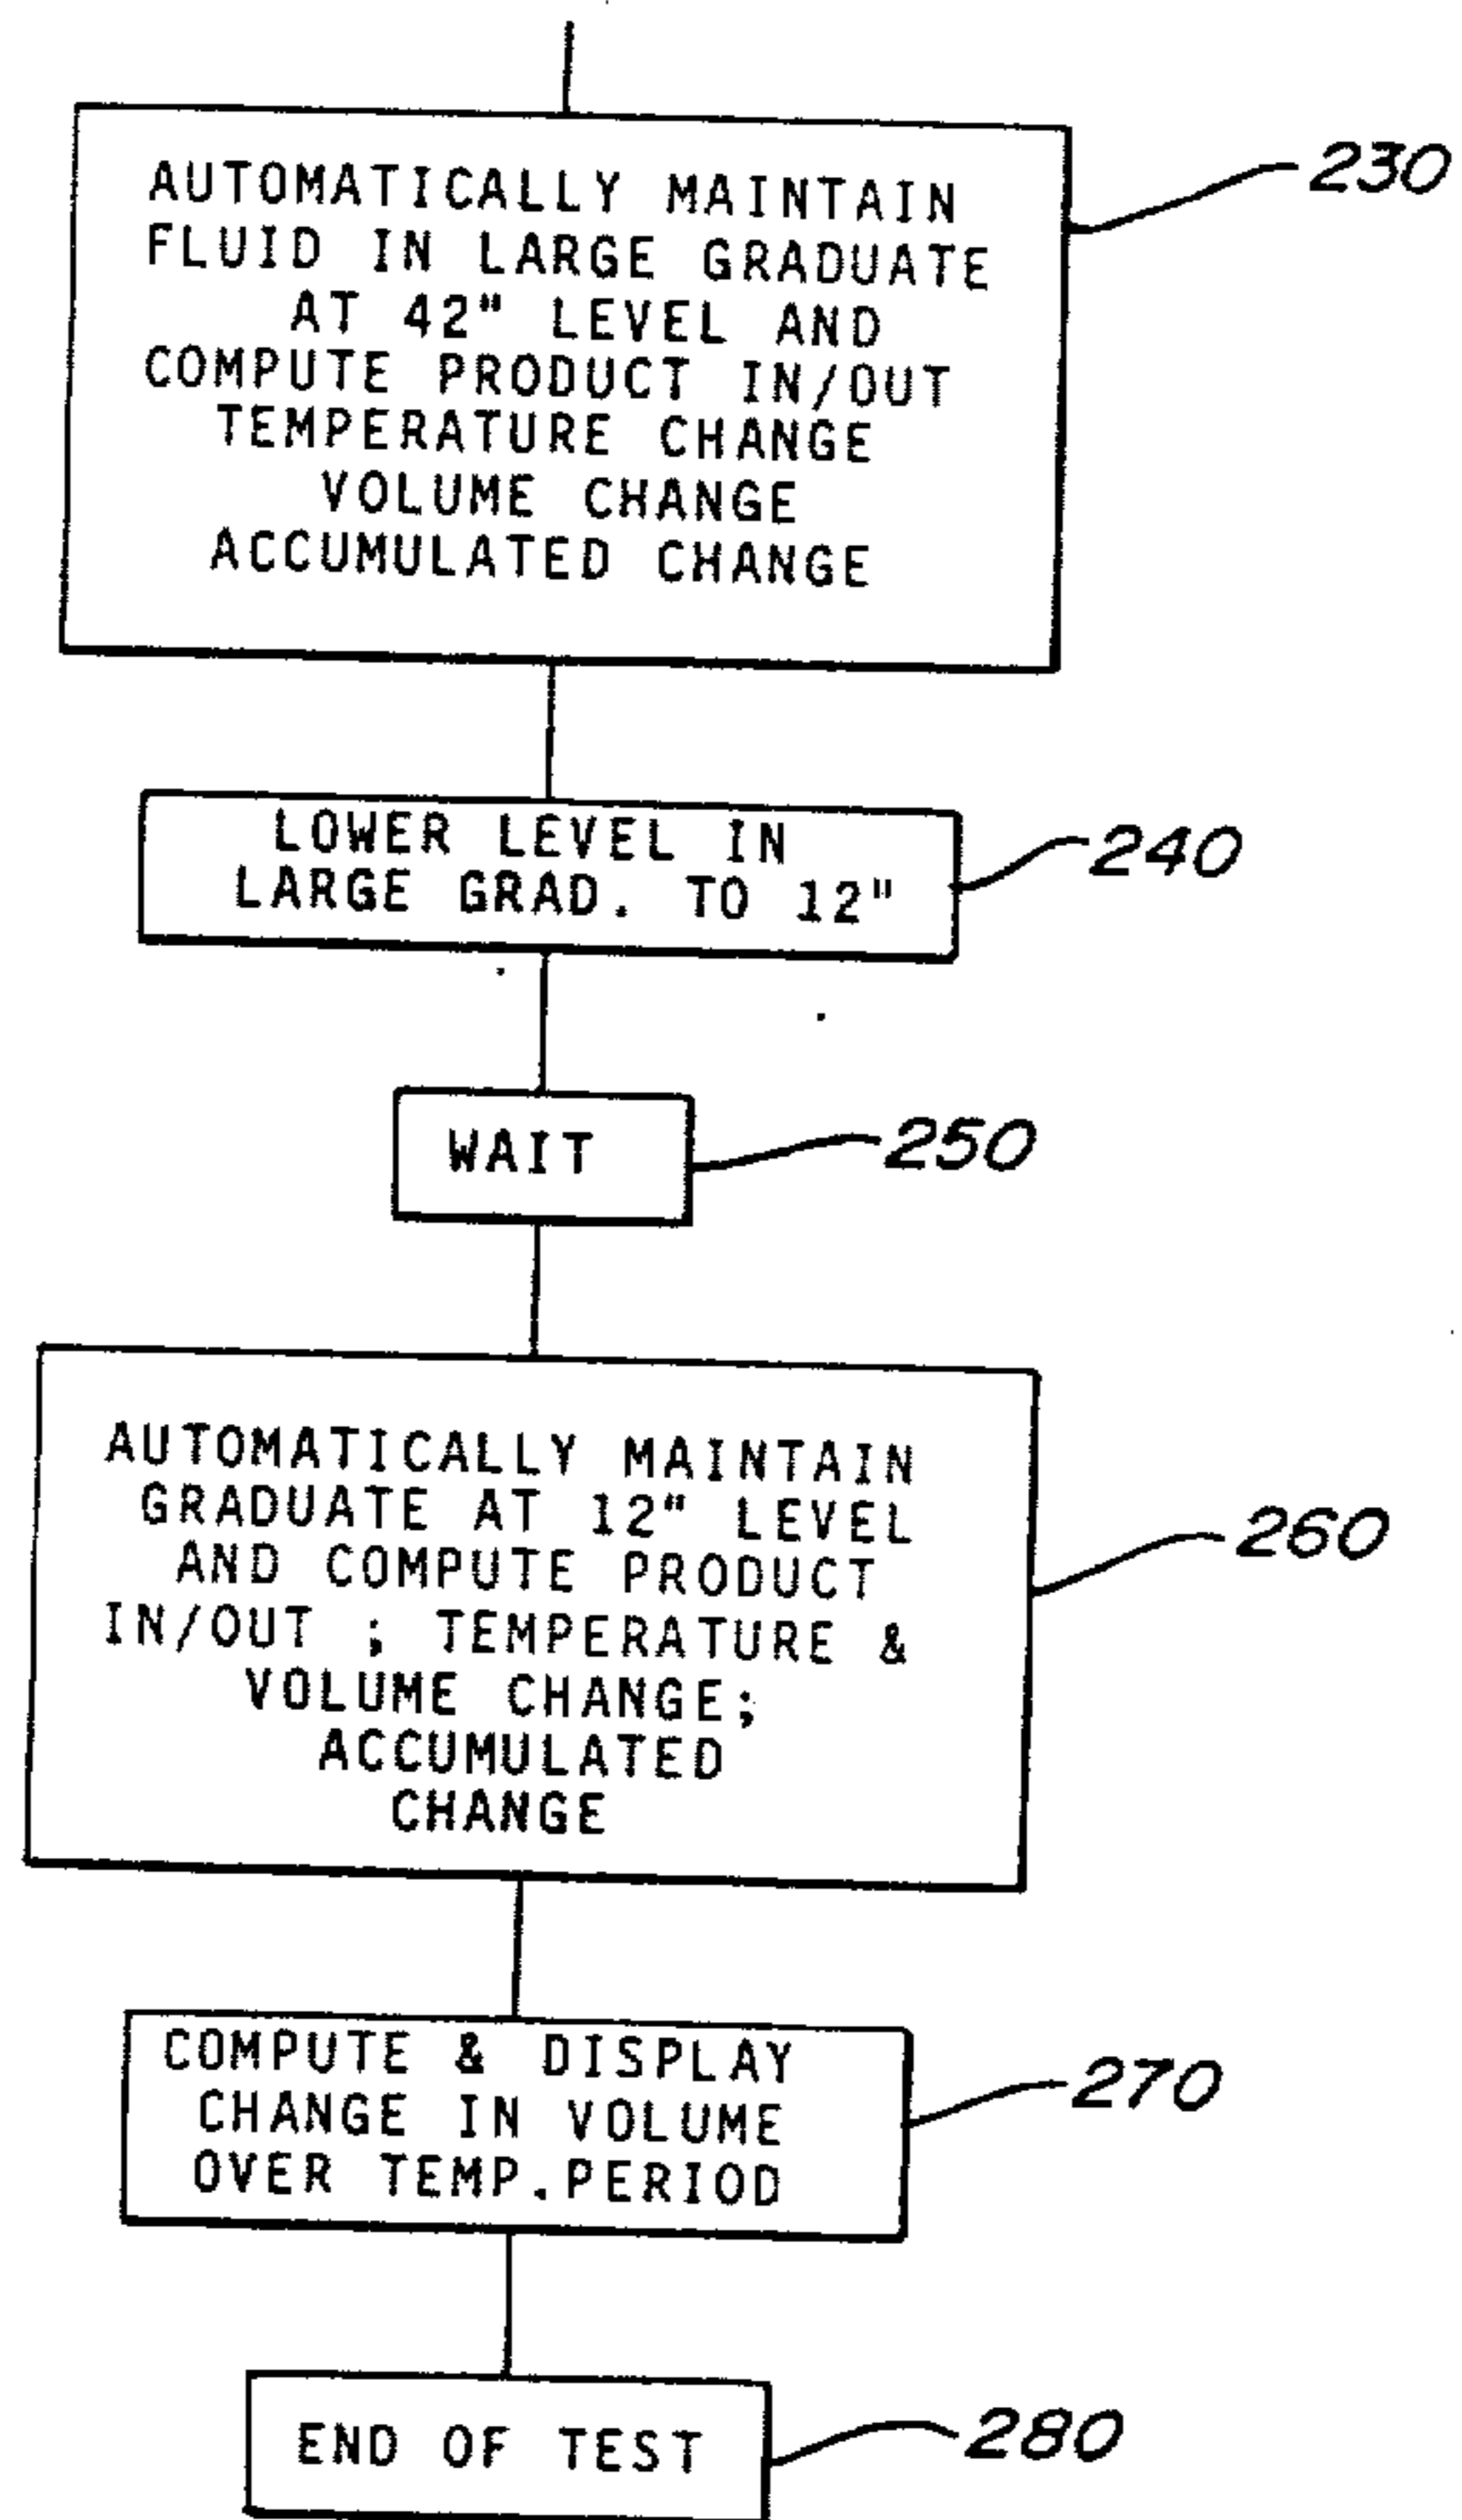 AUTOMATICALLY MAINTAIN
FLUID IN LARGE GRADUATE
AT 42" LEVEL AND
COMPUTE PRODUCT IN/OUT
TEMPERATURE CHANGE
VOLUME CHANGE
ACCUMULATED CHANGE
230
LOWER LEVEL IN
LARGE GRAD. TO 12"
240
WAIT
250
AUTOMATICALLY MAINTAIN
GRADUATE AT 12" LEVEL
AND COMPUTE PRODUCT
IN/OUT ; TEMPERATURE &
VOLUME CHANGE;
ACCUMULATED
CHANGE
260
COMPUTE & DISPLAY
CHANGE IN VOLUME
OVER TEMP.PERIOD
270
END OF TEST
280